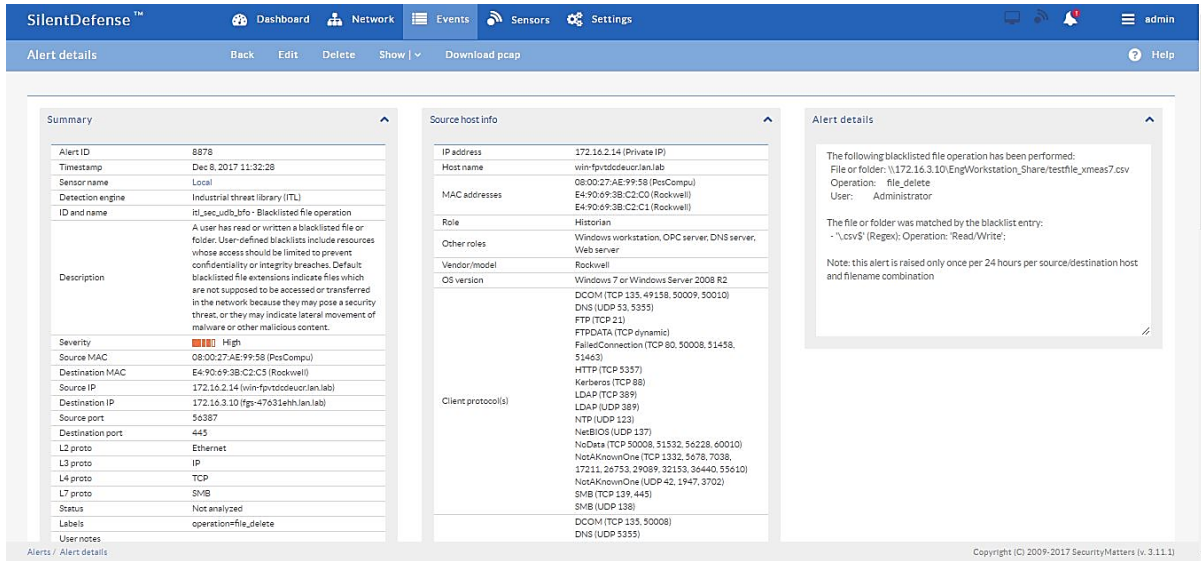 SilentDefense™ Dashboard Network Events Sensors Settings admin
Alert details Back Edit Delete Show | Download pcap Help
Summary
Alert ID 8878
Timestamp Dec 8, 2017 11:32:28
Sensor name Local
Detection engine Industrial threat library (ITL)
ID and name itl_sec_udb_bfo - Blacklisted file operation
Description
A user has read or written a blacklisted file or
folder. User-defined blacklists include resources
whose access should be limited to prevent
confidentiality or integrity breaches. Default
blacklisted file extensions indicate files which
are not supposed to be accessed or transferred
in the network because they may pose a security
threat, or they may indicate lateral movement of
malware or other malicious content.
Severity High
Source MAC 08:00:27:AE:99:58 (PcsCompu)
Destination MAC E4:90:69:3B:C2:C5 (Rockwell)
Source IP 172.16.2.14 (win-fpvtdcdeucr.lan.lab)
Destination IP 172.16.3.10 (fgs-47631ehh.lan.lab)
Source port 56387
Destination port 445
L2 proto Ethernet
L3 proto IP
L4 proto TCP
L7 proto SMB
Status Not analyzed
Labels operation=file_delete
User notes
Source host info
IP address 172.16.2.14 (Private IP)
Host name win-fpvtdcdeucr.lan.lab
MAC addresses
08:00:27:AE:99:58 (PcsCompu)
E4:90:69:3B:C2:C0 (Rockwell)
E4:90:69:3B:C2:C1 (Rockwell)
Role Historian
Other roles
Windows workstation, OPC server, DNS server,
Web server
Vendor/model Rockwell
OS version Windows 7 or Windows Server 2008 R2
Client protocol(s)
DCOM (TCP 135, 49158, 50009, 50010)
DNS (UDP 53, 5355)
FTP (TCP 21)
FTPDATA (TCP dynamic)
FailedConnection (TCP 80, 50008, 51458,
51463)
HTTP (TCP 5357)
Kerberos (TCP 88)
LDAP (TCP 389)
LDAP (UDP 389)
NTP (UDP 123)
NetBIOS (UDP 137)
NoData (TCP 50008, 51532, 56228, 60010)
NotAKnownOne (TCP 1332, 5678, 7038,
17211, 26753, 29089, 32153, 36440, 55610)
NotAKnownOne (UDP 42, 1947, 3702)
SMB (TCP 139, 445)
SMB (UDP 138)
DCOM (TCP 135, 50008)
DNS (UDP 5355)
Alert details
The following blacklisted file operation has been performed:
File or folder: \\172.16.3.10\EngWorkstation_Share/testfile_xmeas7.csv
Operation: file_delete
User: Administrator
The file or folder was matched by the blacklist entry:
- '\.csv$' (Regex); Operation: 'Read/Write';
Note: this alert is raised only once per 24 hours per source/destination host
and filename combination
Alerts / Alert details Copyright (C) 2009-2017 SecurityMatters (v. 3.11.1)